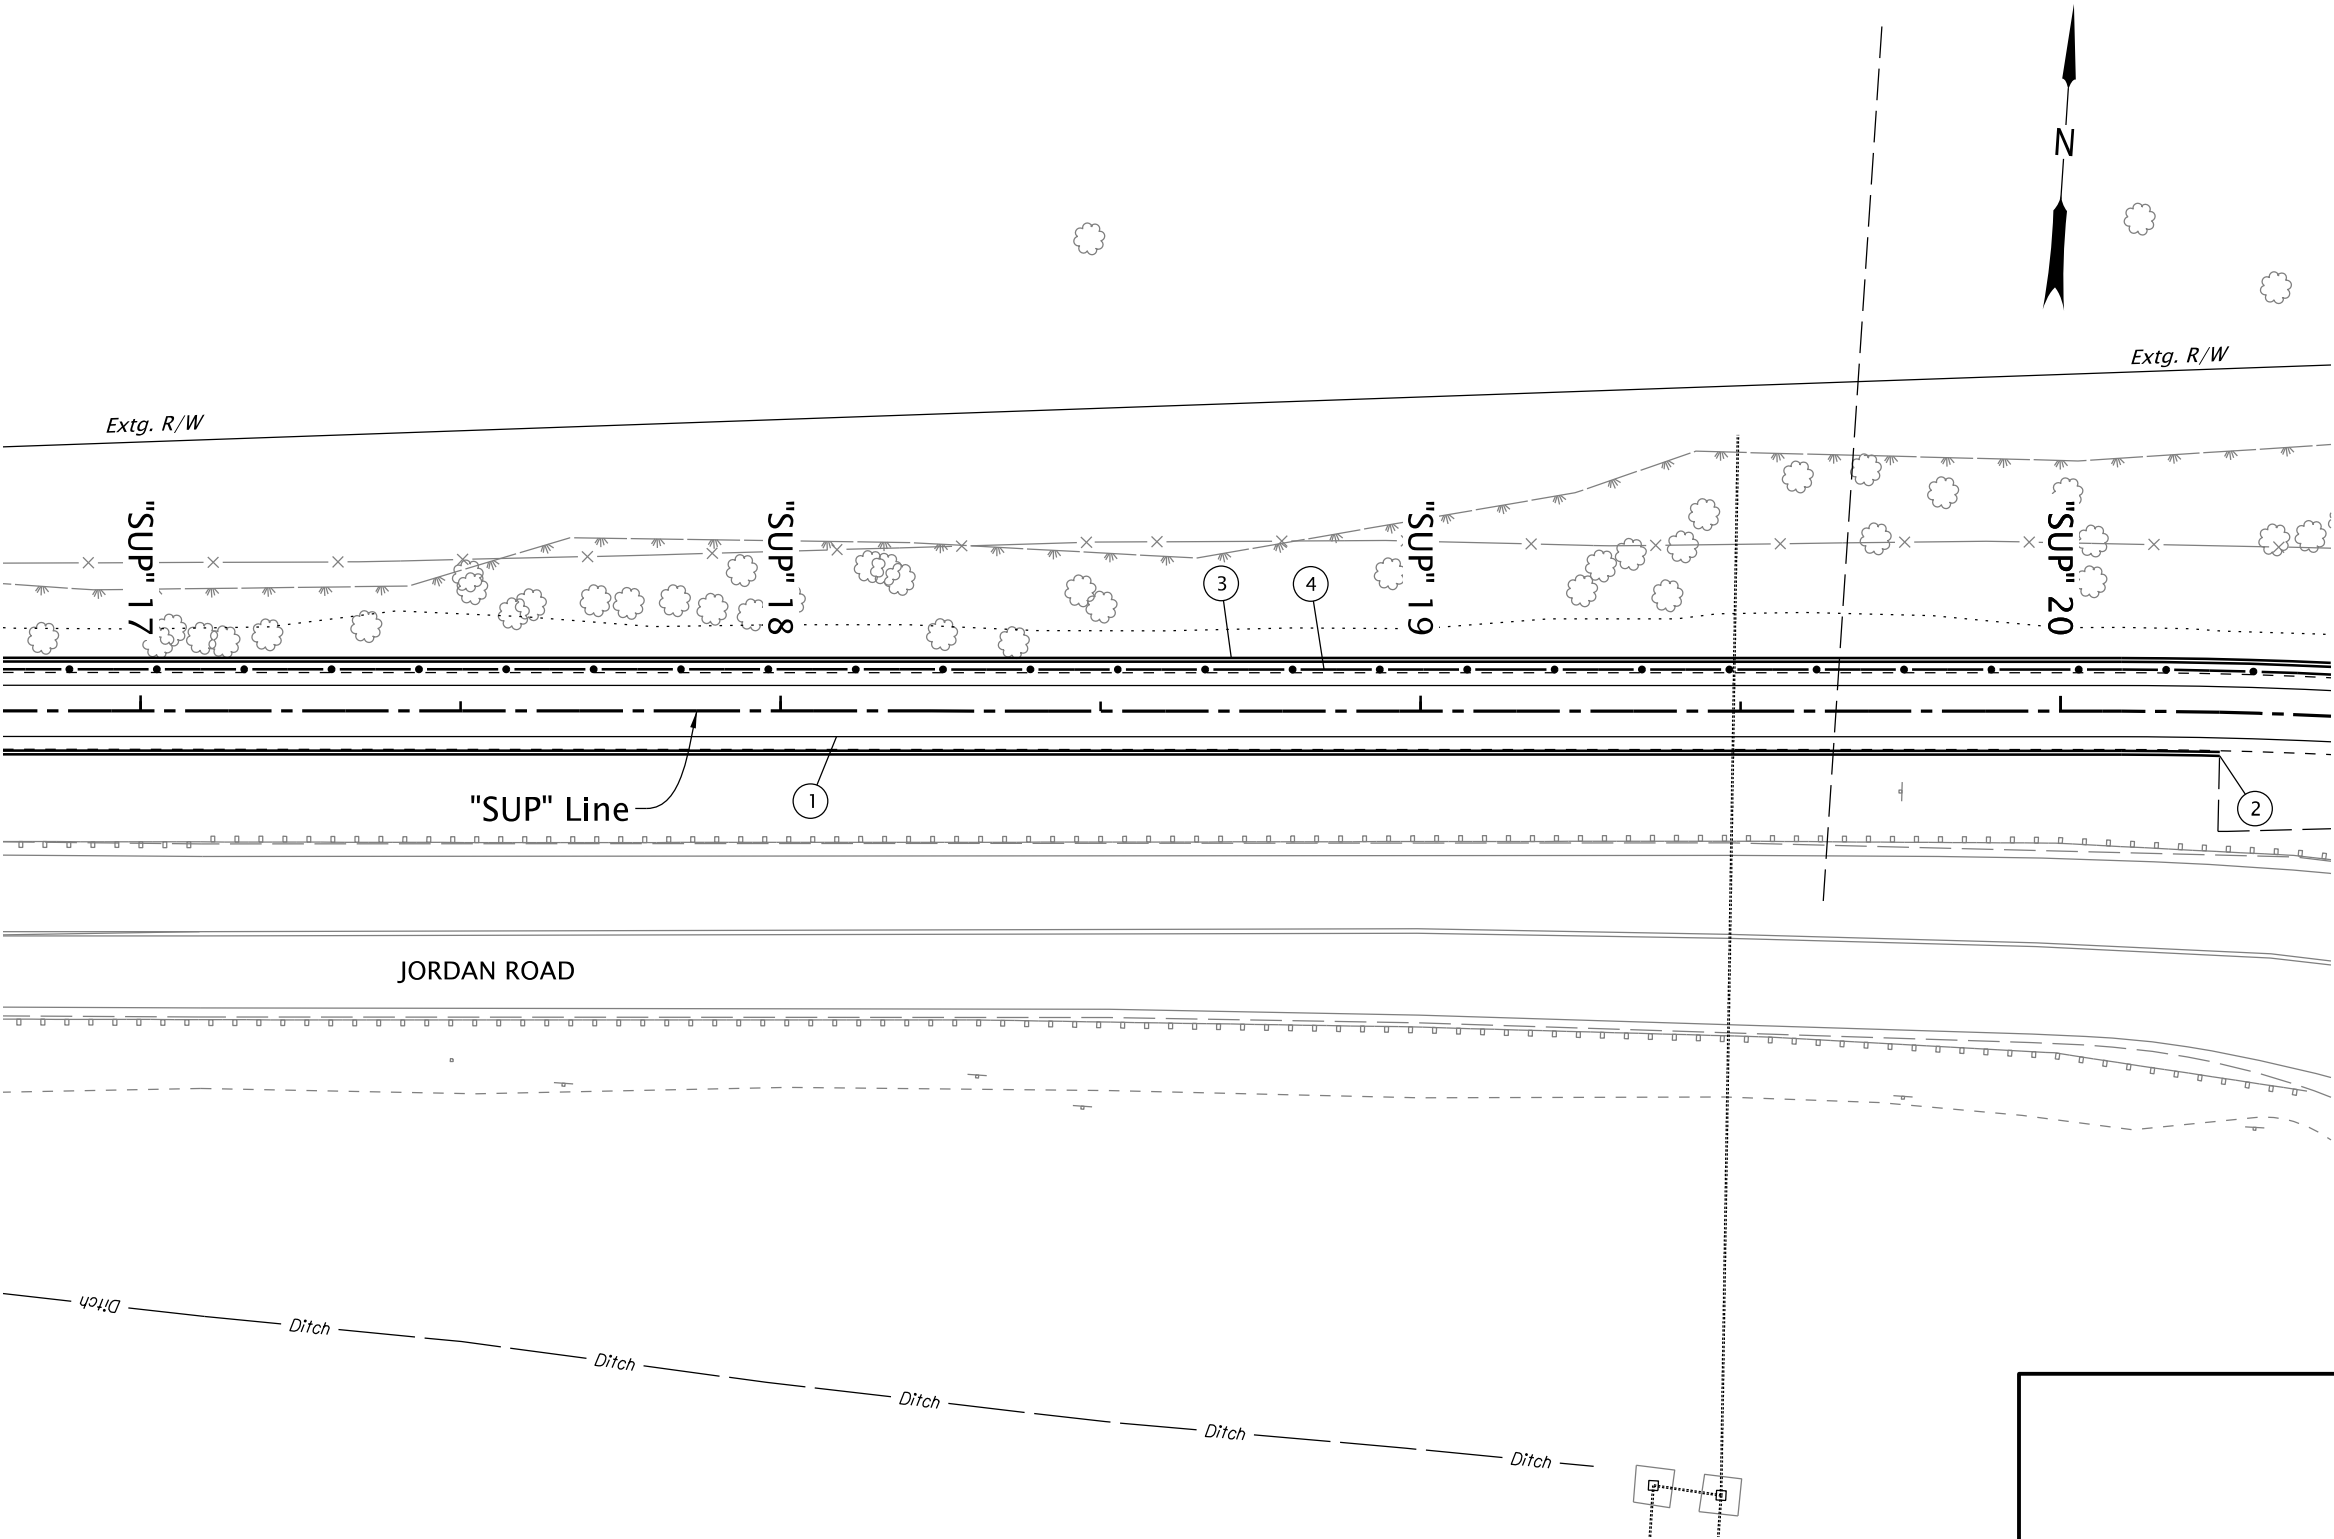 N
Extg. R/W
Extg. R/W
"SUP" 17
"SUP" 18
"SUP" 19
"SUP" 20
3
4
"SUP" Line
1
2
JORDAN ROAD
Ditch
Ditch
Ditch
Ditch
Ditch
Ditch